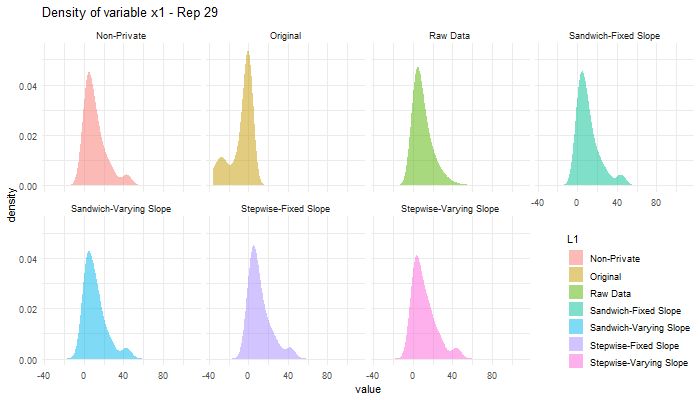 Density of variable x1 - Rep 29
Non-Private
Original
Raw Data
Sandwich-Fixed Slope
0.04
0.02
0.00
-40 0 40 80
density
Sandwich-Varying Slope
Stepwise-Fixed Slope
Stepwise-Varying Slope
0.04
0.02
0.00
-40 0 40 80
-40 0 40 80
-40 0 40 80
value
L1
Non-Private
Original
Raw Data
Sandwich-Fixed Slope
Sandwich-Varying Slope
Stepwise-Fixed Slope
Stepwise-Varying Slope